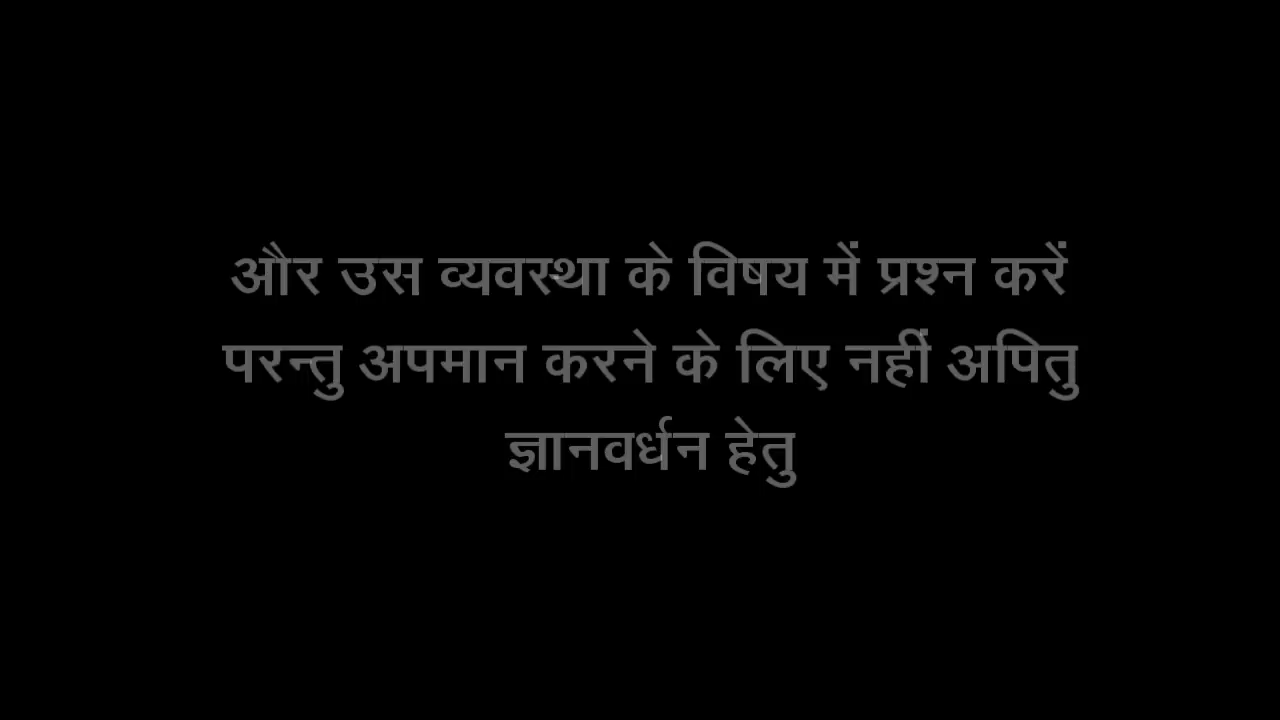 और उस व्यवस्था के विषय में प्रश्न करें
परन्तु अपमान करने के लिए नहीं अपितु
ज्ञानवर्धन हेतु